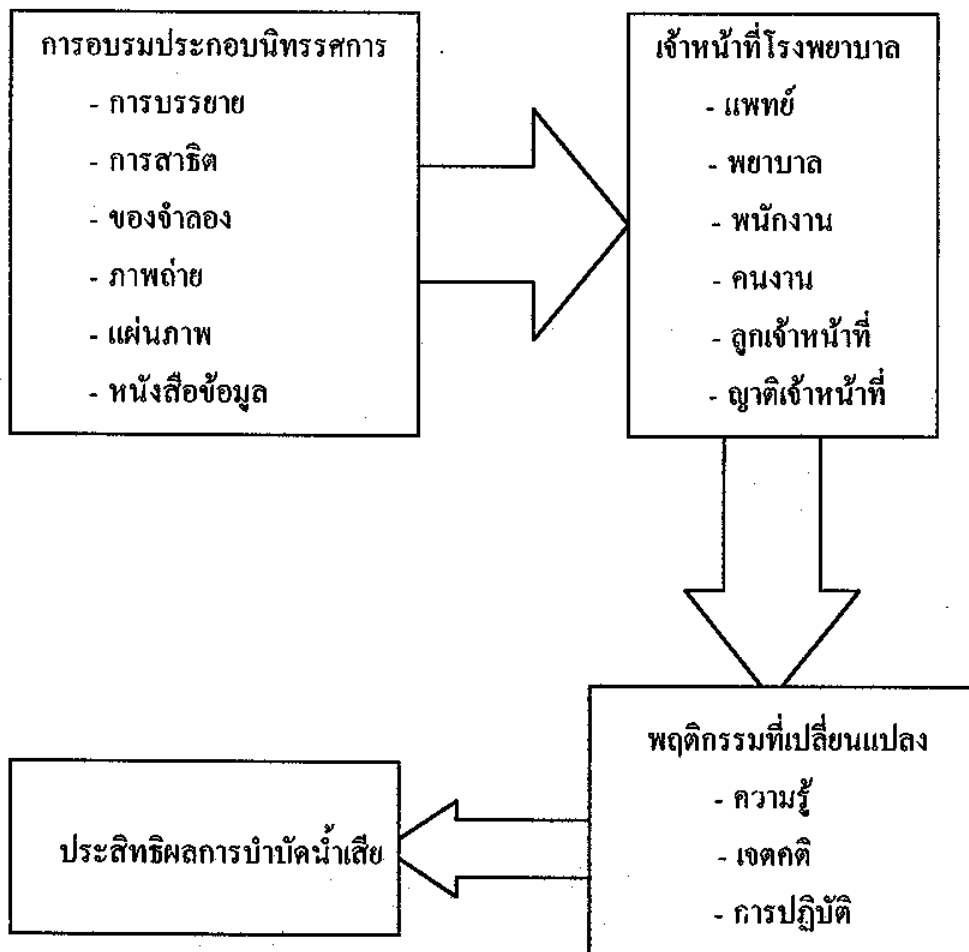 การอบรมประกอบนิทรรศการ
- การบรรยาย
- การสาธิต
- ของจำลอง
- ภาพถ่าย
- แผ่นภาพ
- หนังสือข้อมูล
เจ้าหน้าที่โรงพยาบาล
- แพทย์
- พยาบาล
- พนักงาน
- คนงาน
- ลูกเจ้าหน้าที่
- ญาติเจ้าหน้าที่
พฤติกรรมที่เปลี่ยนแปลง
- ความรู้
- เจตคติ
- การปฏิบัติ
ประสิทธิผลการบำบัดน้ำเสีย